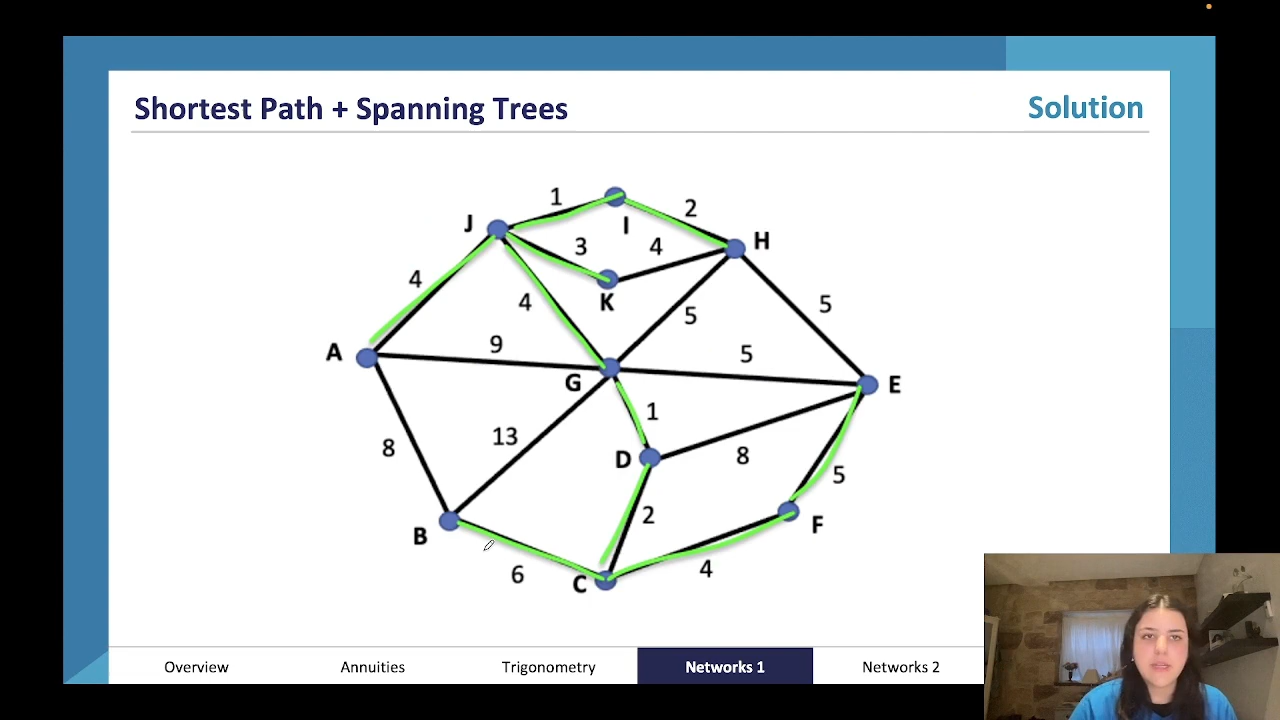 Shortest Path + Spanning Trees
Solution
1
I
2
J
H
3
4
K
4
4
5
5
A
9
G
5
E
8
13
1
D
8
2
5
B
F
6
C
4
Overview
Annuities
Trigonometry
Networks 1
Networks 2